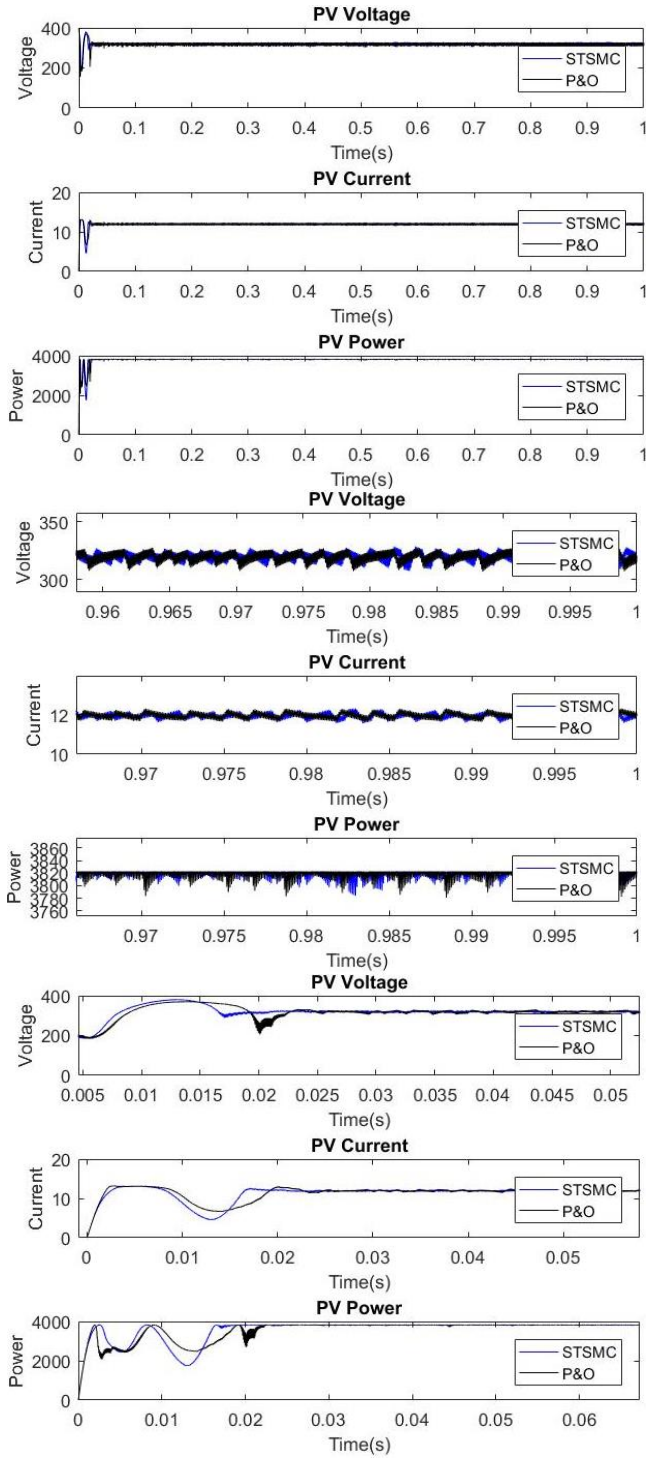 PV Voltage
400
200
0
Voltage
STSMC
P&O
0 0.1 0.2 0.3 0.4 0.5 0.6 0.7 0.8 0.9 1
Time(s)
PV Current
20
10
0
Current
STSMC
P&O
0 0.1 0.2 0.3 0.4 0.5 0.6 0.7 0.8 0.9 1
Time(s)
PV Power
4000
2000
0
Power
STSMC
P&O
0 0.1 0.2 0.3 0.4 0.5 0.6 0.7 0.8 0.9 1
Time(s)
PV Voltage
350
300
Voltage
STSMC
P&O
0.96 0.965 0.97 0.975 0.98 0.985 0.99 0.995 1
Time(s)
PV Current
12
10
Current
STSMC
P&O
0.97 0.975 0.98 0.985 0.99 0.995 1
Time(s)
PV Power
3860
3840
3820
3800
3780
3760
Power
STSMC
P&O
0.97 0.975 0.98 0.985 0.99 0.995 1
Time(s)
PV Voltage
400
200
0
Voltage
STSMC
P&O
0.005 0.01 0.015 0.02 0.025 0.03 0.035 0.04 0.045 0.05
Time(s)
PV Current
20
10
0
Current
STSMC
P&O
0 0.01 0.02 0.03 0.04 0.05
Time(s)
PV Power
4000
2000
0
Power
STSMC
P&O
0 0.01 0.02 0.03 0.04 0.05 0.06
Time(s)